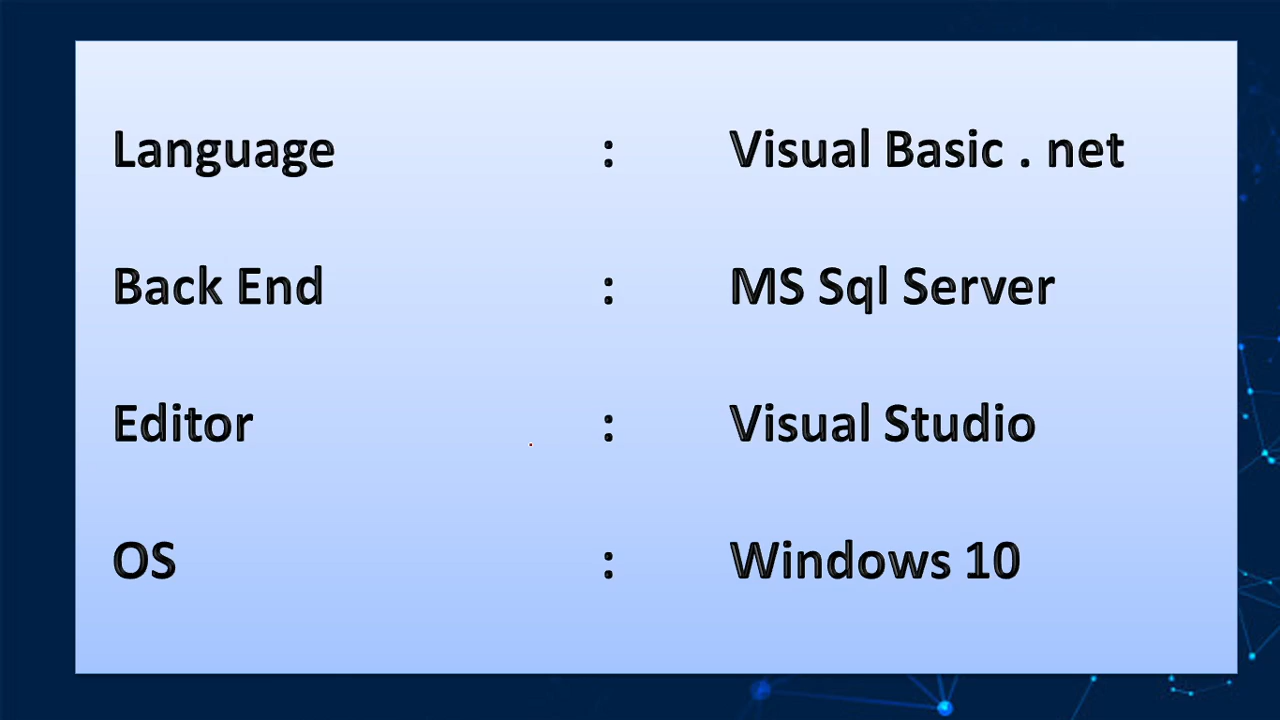 Language : Visual Basic . net
Back End : MS Sql Server
Editor : Visual Studio
OS : Windows 10